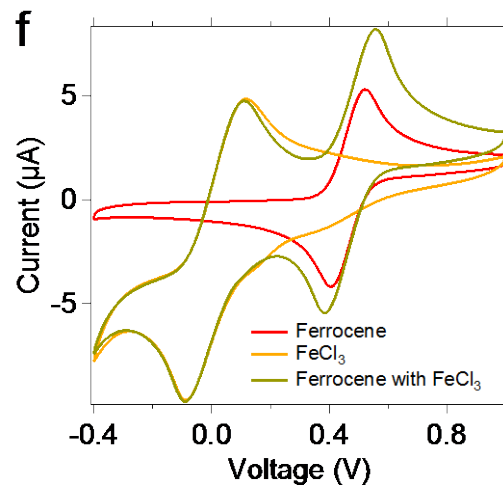 f
5
0
-5
Current (µA)
Ferrocene
FeCl₃
Ferrocene with FeCl₃
-0.4 0.0 0.4 0.8
Voltage (V)